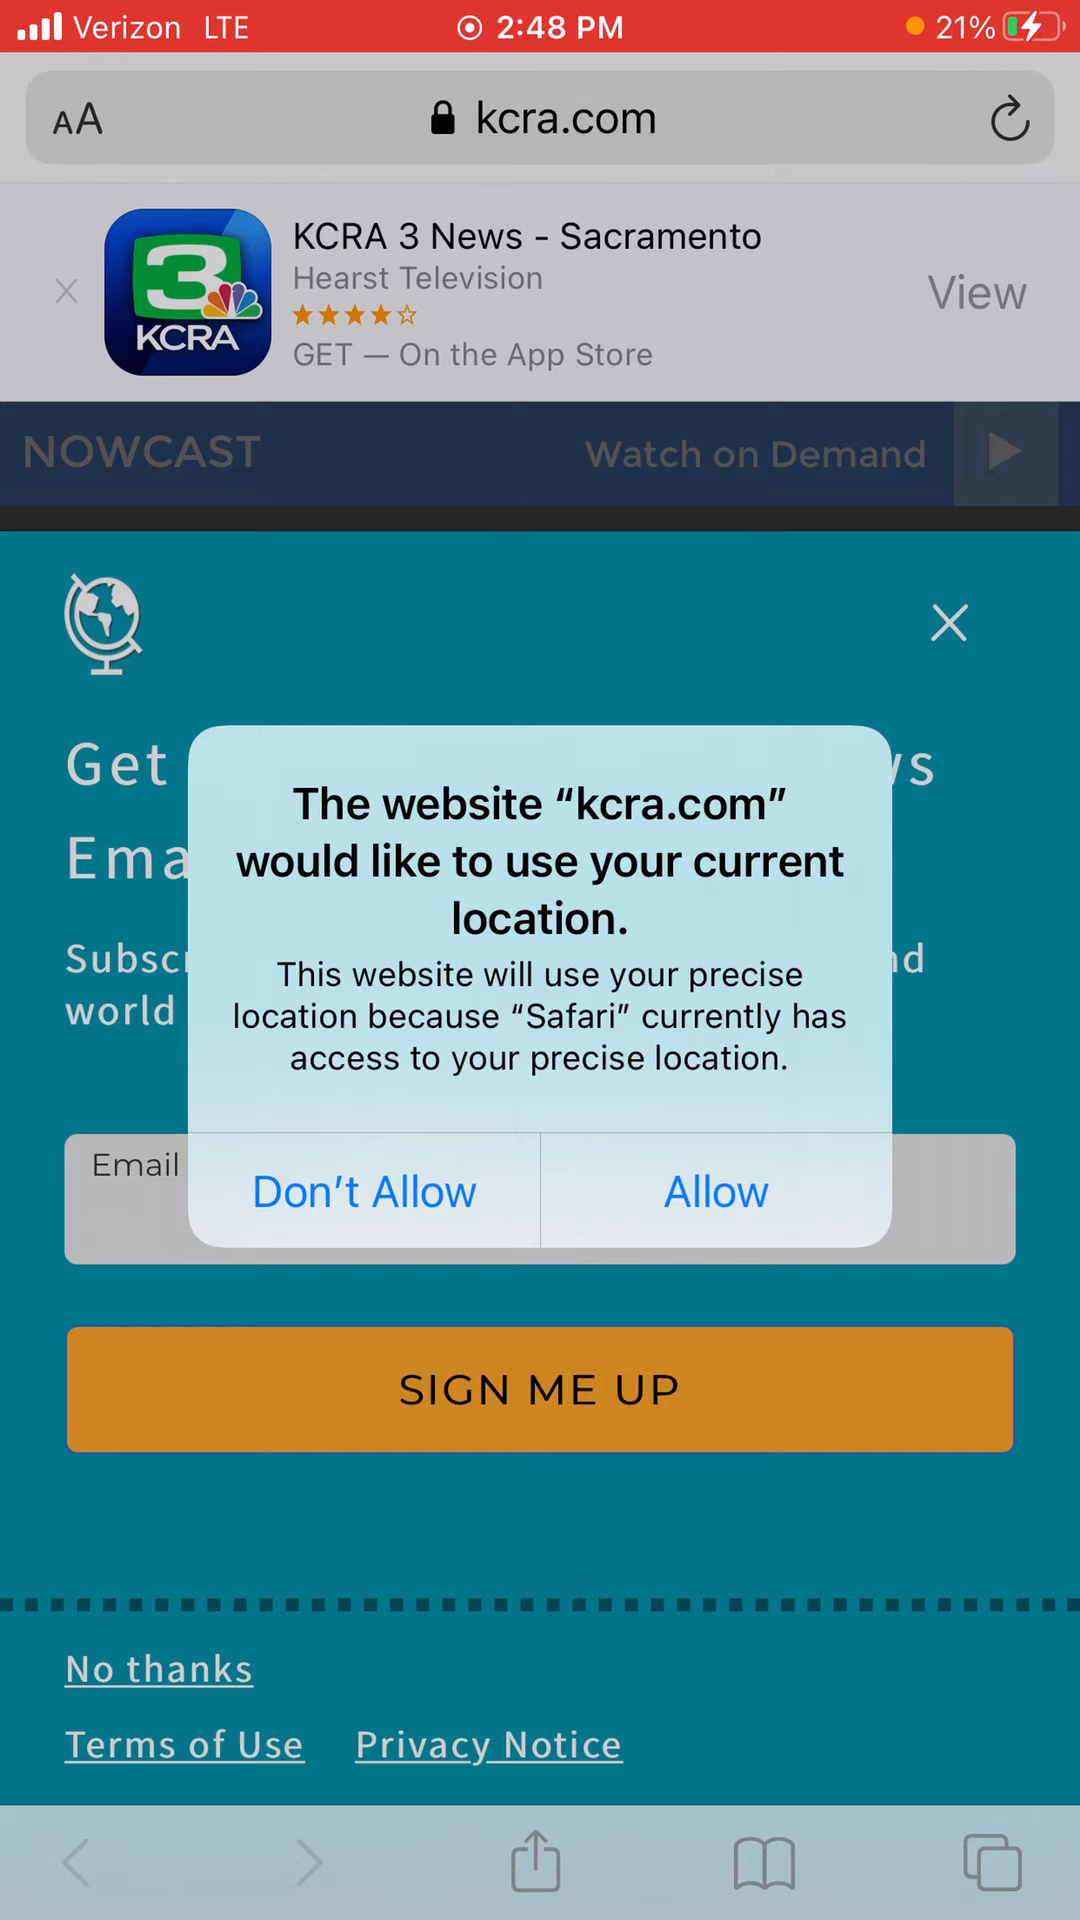 Verizon LTE 2:48 PM 21%
AA kcra.com
KCRA 3 News - Sacramento
Hearst Television
GET — On the App Store
View
3
KCRA
NOWCAST Watch on Demand
Get
Ema
Subscr
world
The website “kcra.com”
would like to use your current
location.
This website will use your precise
location because “Safari” currently has
access to your precise location.
Don’t Allow Allow
Email
SIGN ME UP
No thanks
Terms of Use Privacy Notice